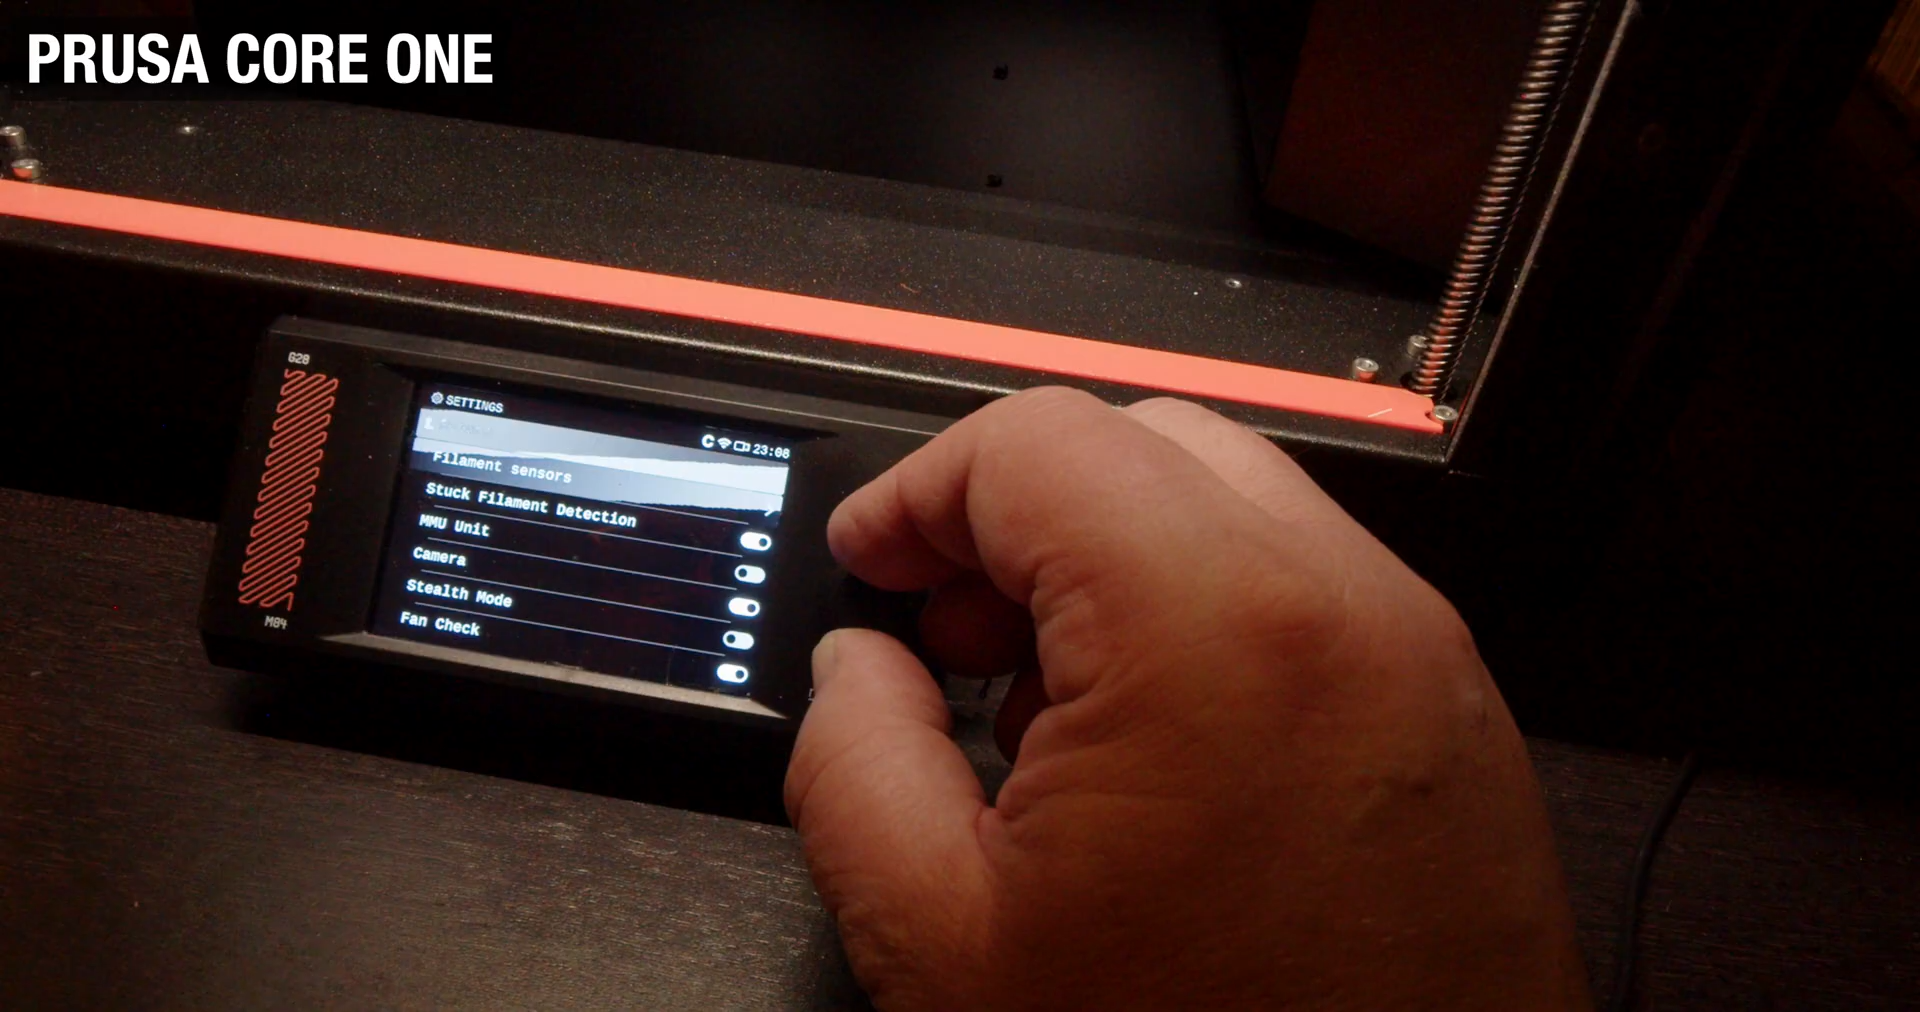 PRUSA CORE ONE
G28
SETTINGS
C 23:08
Filament sensors
Stuck Filament Detection
MMU Unit
Camera
Stealth Mode
Fan Check
M84